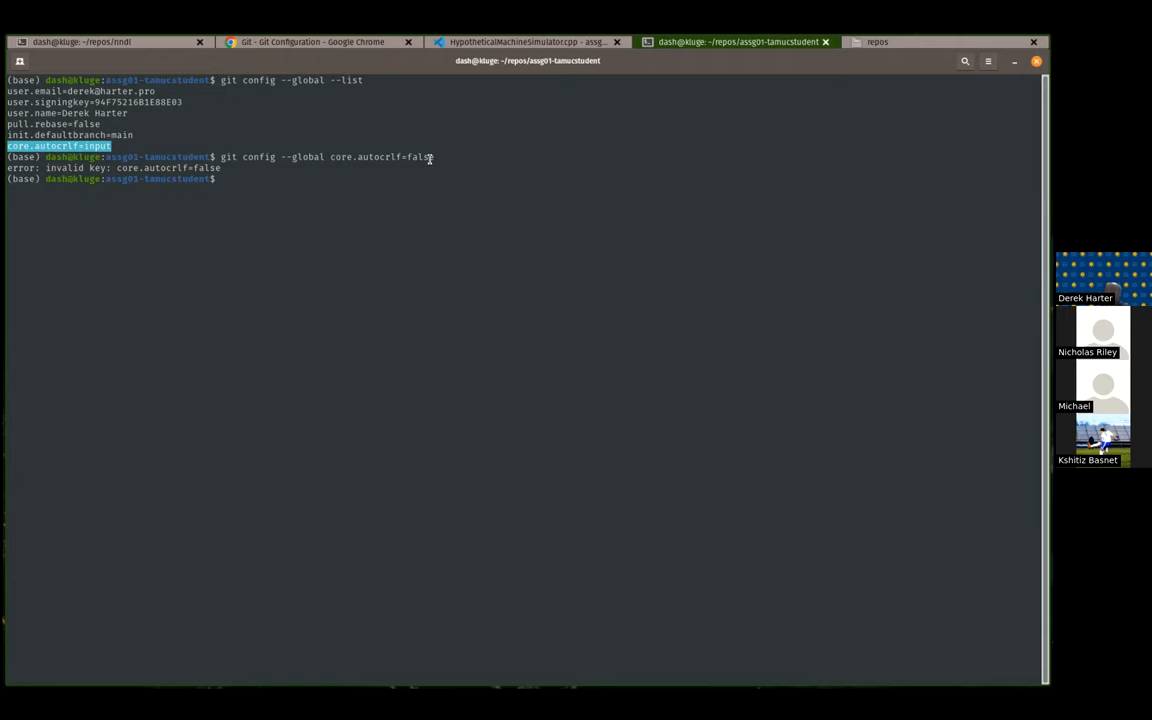 dash@kluge: ~/repos/nndl
Git - Git Configuration - Google Chrome
HypotheticalMachineSimulator.cpp - assg...
dash@kluge: ~/repos/assg01-tamucstudent
repos
dash@kluge: ~/repos/assg01-tamucstudent
(base) dash@kluge:assg01-tamucstudent$ git config --global --list
user.email=derek@harter.pro
user.signingkey=94F75216B1E88E03
user.name=Derek Harter
pull.rebase=false
init.defaultbranch=main
core.autocrlf=input
(base) dash@kluge:assg01-tamucstudent$ git config --global core.autocrlf=false
error: invalid key: core.autocrlf=false
(base) dash@kluge:assg01-tamucstudent$
Derek Harter
Nicholas Riley
Michael
Kshitiz Basnet